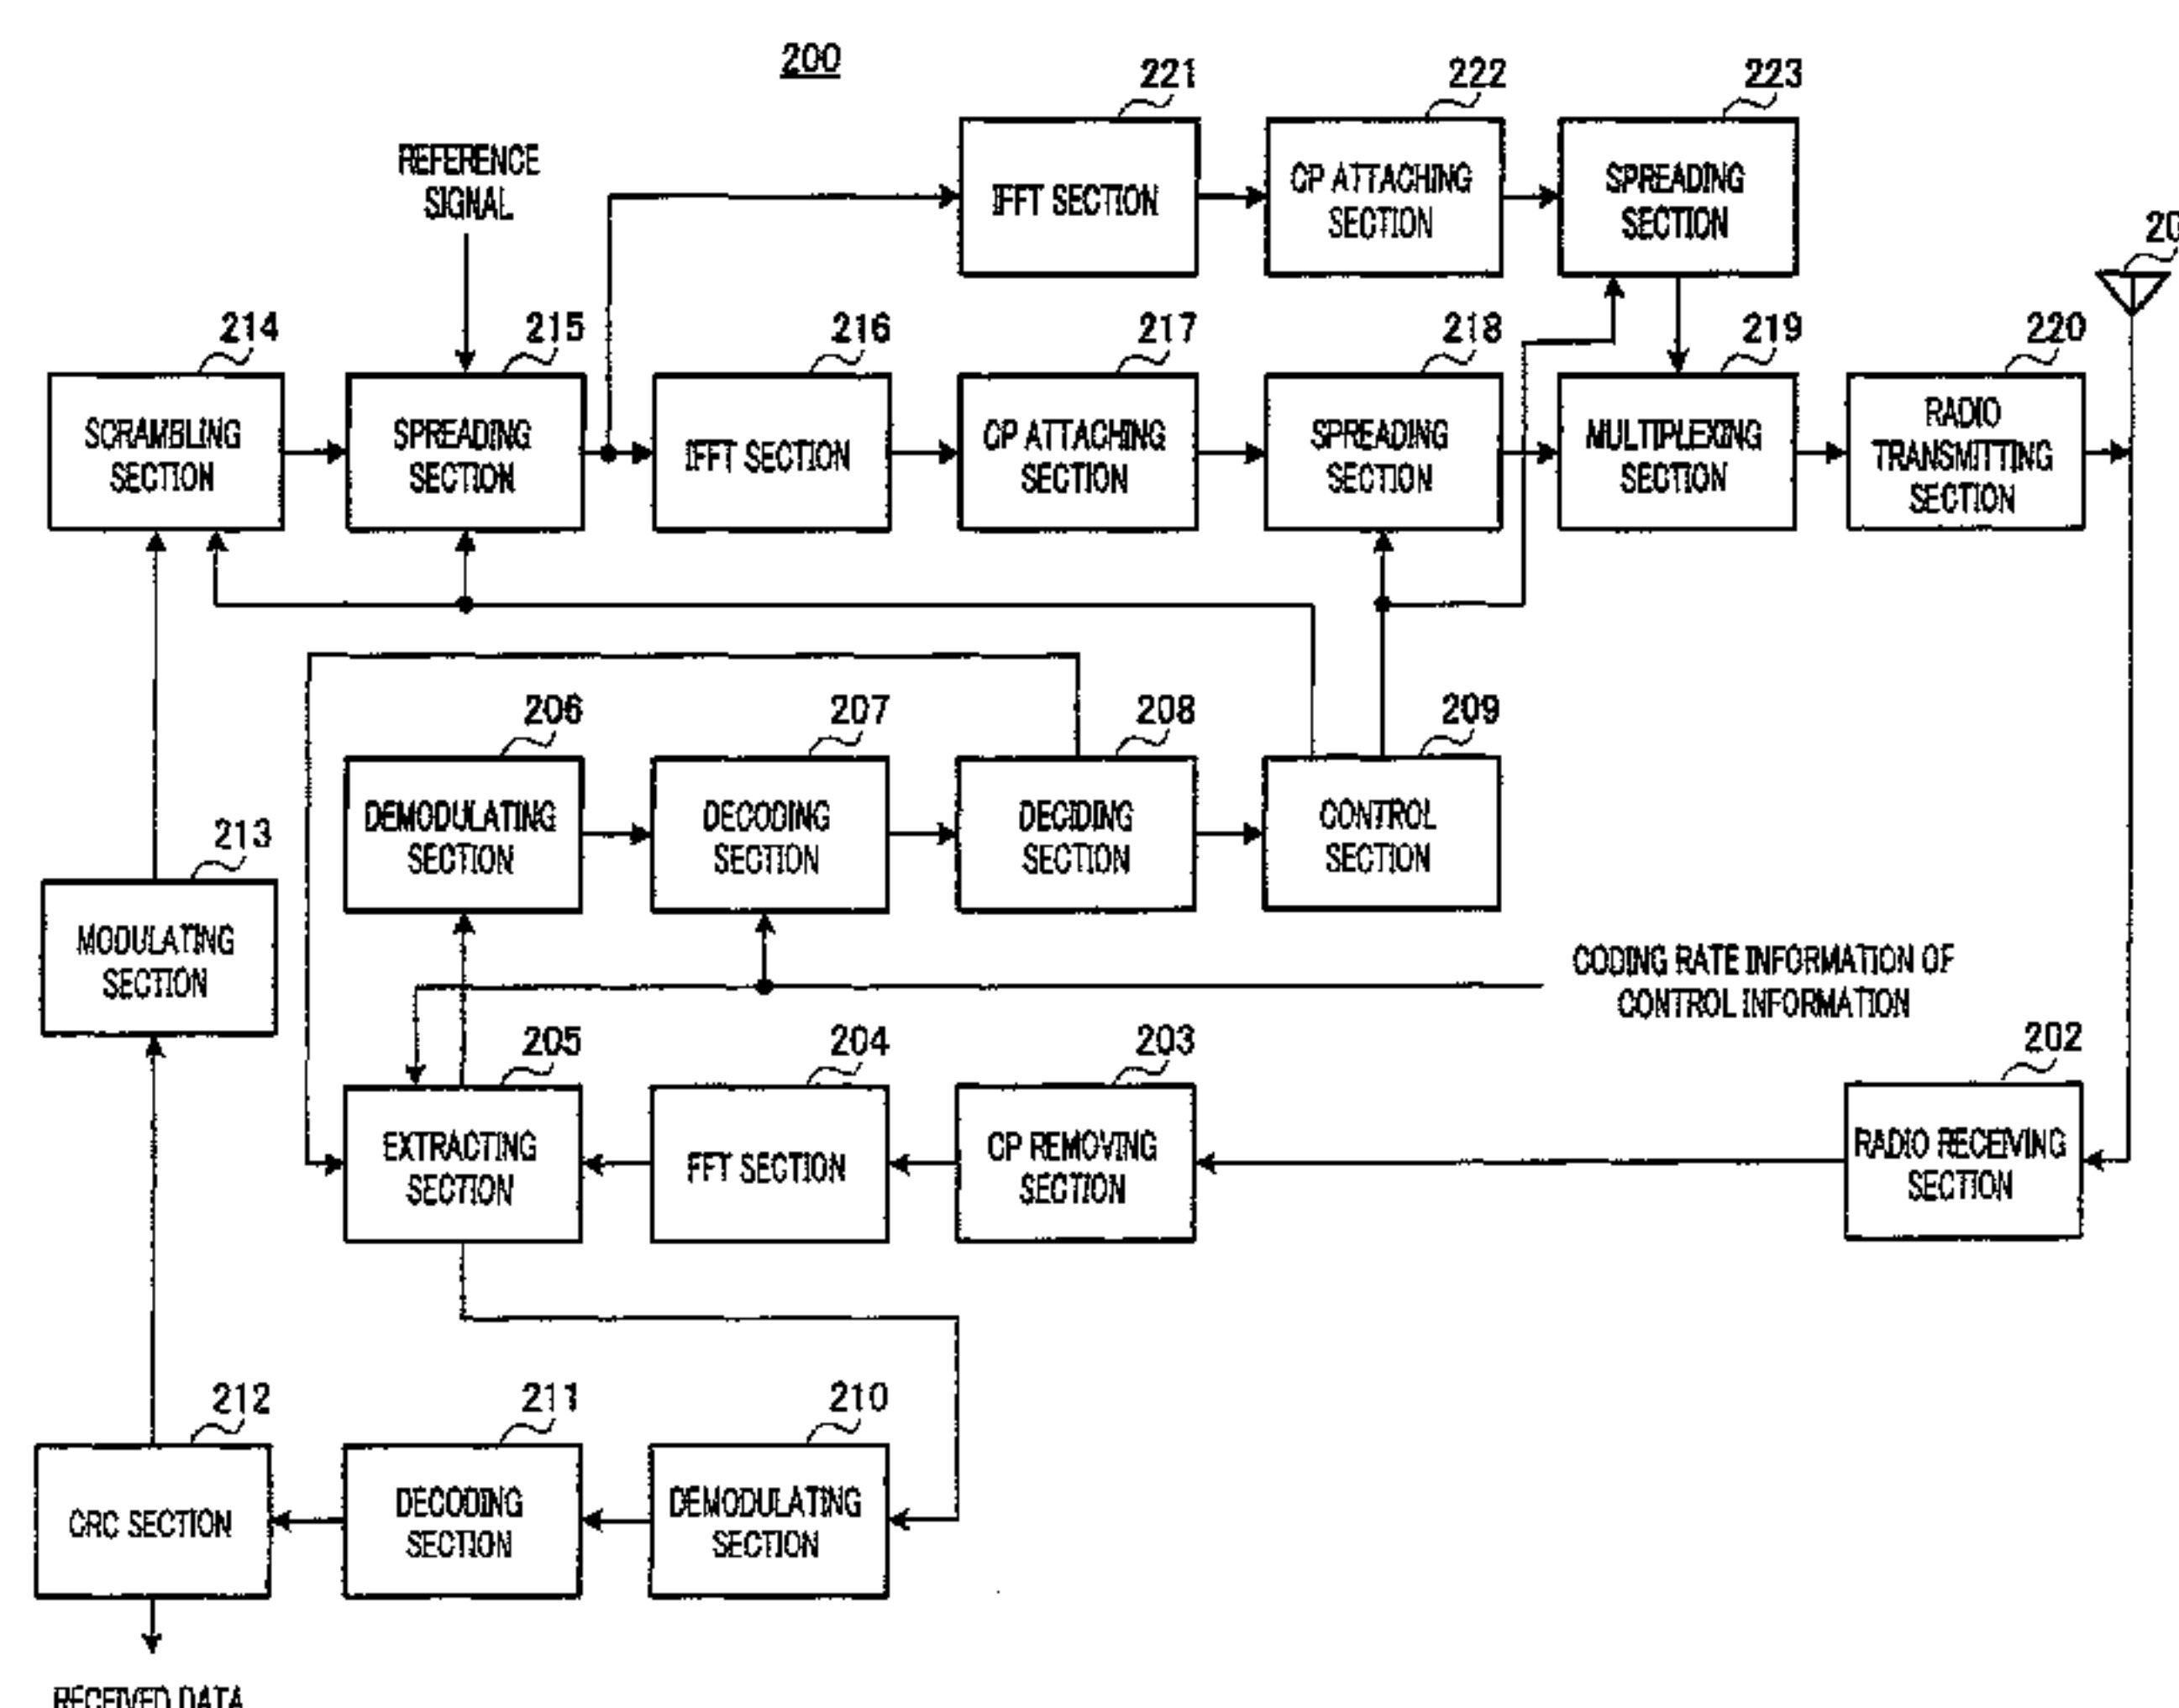 200
221
222
223
REFERENCE
SIGNAL
IFFT SECTION
CP ATTACHING
SECTION
SPREADING
SECTION
20
214
215
216
217
218
219
220
SCRAMBLING
SECTION
SPREADING
SECTION
IFFT SECTION
CP ATTACHING
SECTION
SPREADING
SECTION
MULTIPLEXING
SECTION
RADIO
TRANSMITTING
SECTION
206
207
208
209
DEMODULATING
SECTION
DECODING
SECTION
DECIDING
SECTION
CONTROL
SECTION
213
MODULATING
SECTION
CODING RATE INFORMATION OF
CONTROL INFORMATION
205
204
203
202
EXTRACTING
SECTION
FFT SECTION
CP REMOVING
SECTION
RADIO RECEIVING
SECTION
212
211
210
CRC SECTION
DECODING
SECTION
DEMODULATING
SECTION
RECEIVED DATA